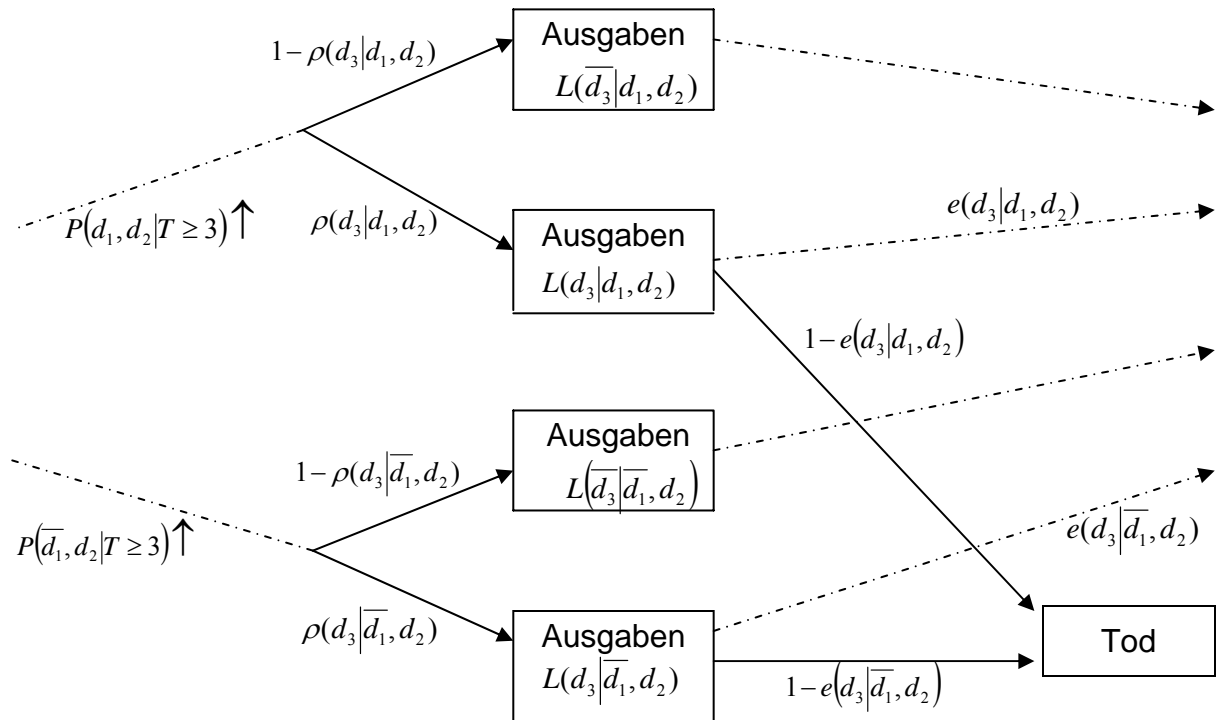 Ausgaben
1 − ρ(d₃|d₁, d₂)
L(d̅₃|d₁, d₂)
P(d₁, d₂|T ≥ 3) ↑
ρ(d₃|d₁, d₂)
Ausgaben
L(d₃|d₁, d₂)
e(d₃|d₁, d₂)
1 − e(d₃|d₁, d₂)
Ausgaben
1 − ρ(d₃|d̅₁, d₂)
L(d̅₃|d̅₁, d₂)
P(d̅₁, d₂|T ≥ 3) ↑
e(d₃|d̅₁, d₂)
ρ(d₃|d̅₁, d₂)
Ausgaben
L(d₃|d̅₁, d₂)
1 − e(d₃|d̅₁, d₂)
Tod